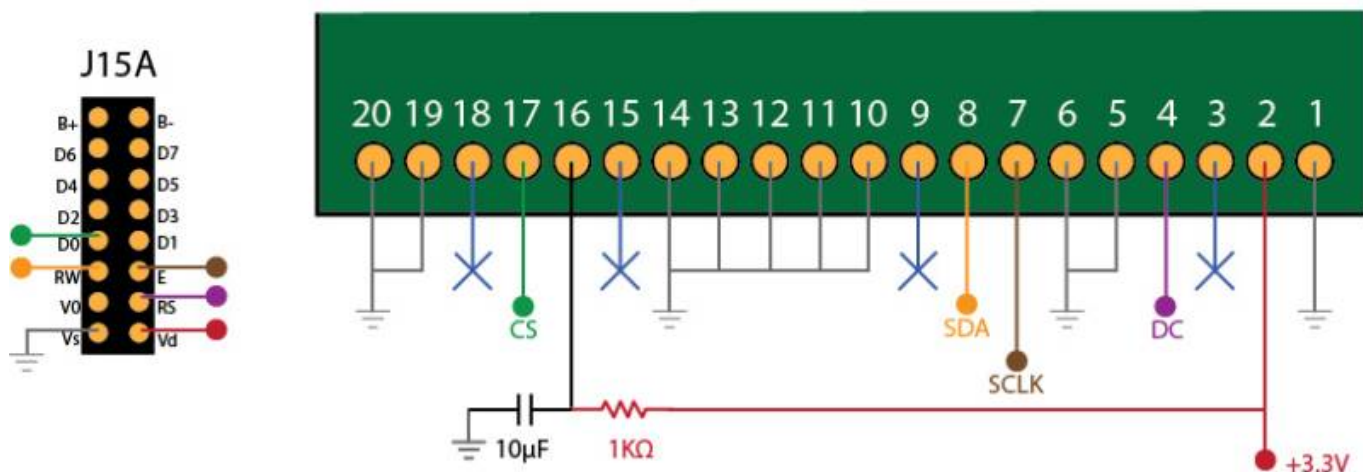 J15A
B+ B-
D6 D7
D4 D5
D2 D3
D0 D1
RW E
V0 RS
Vs Vd
20 19 18 17 16 15 14 13 12 11 10 9 8 7 6 5 4 3 2 1
CS SDA DC
SCLK
10µF 1KΩ +3.3V